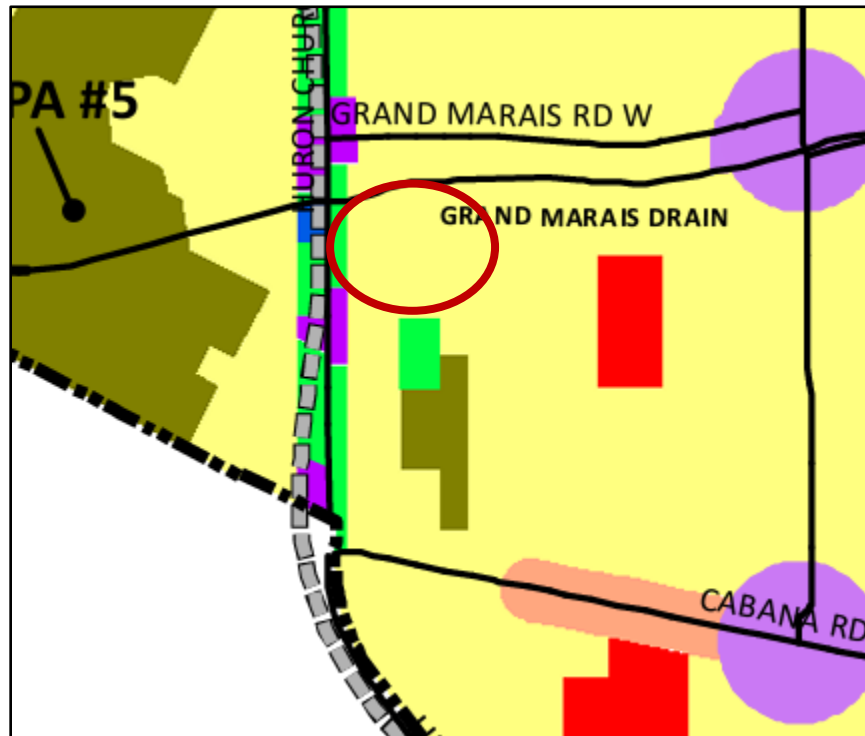 HURON CHUR
GRAND MARAIS RD W
PA #5
GRAND MARAIS DRAIN
CABANA RD